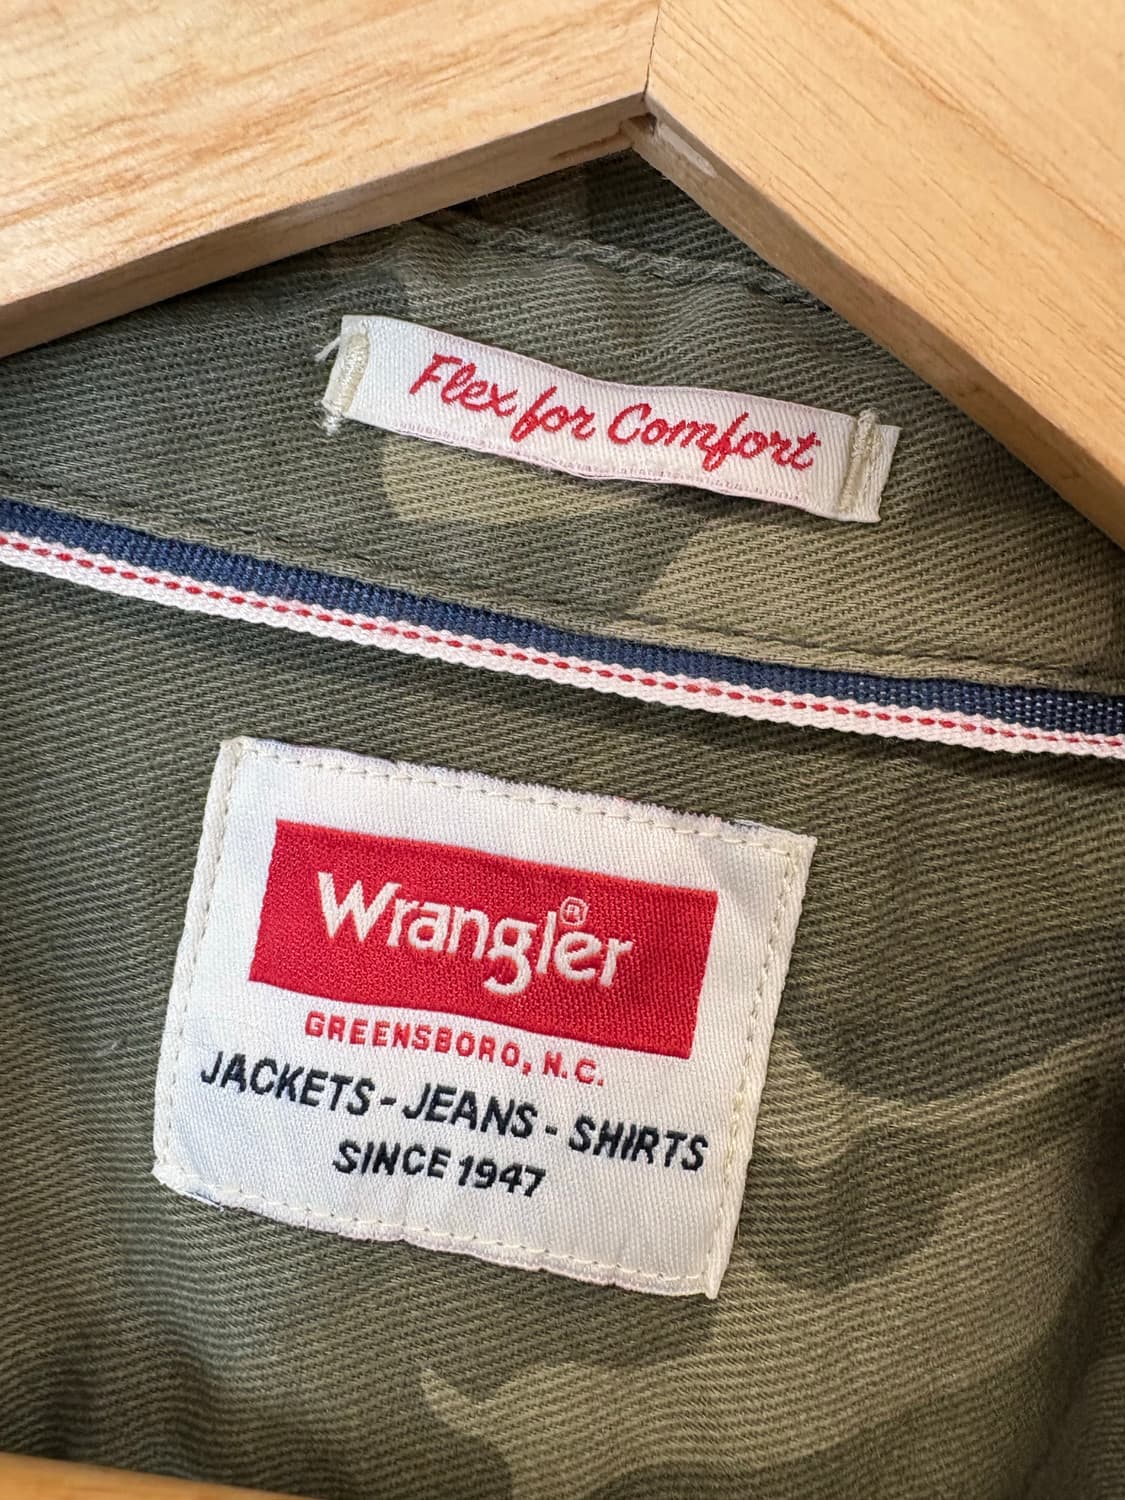 Flex for Comfort
Wrangler®
GREENSBORO, N.C.
JACKETS - JEANS - SHIRTS
SINCE 1947